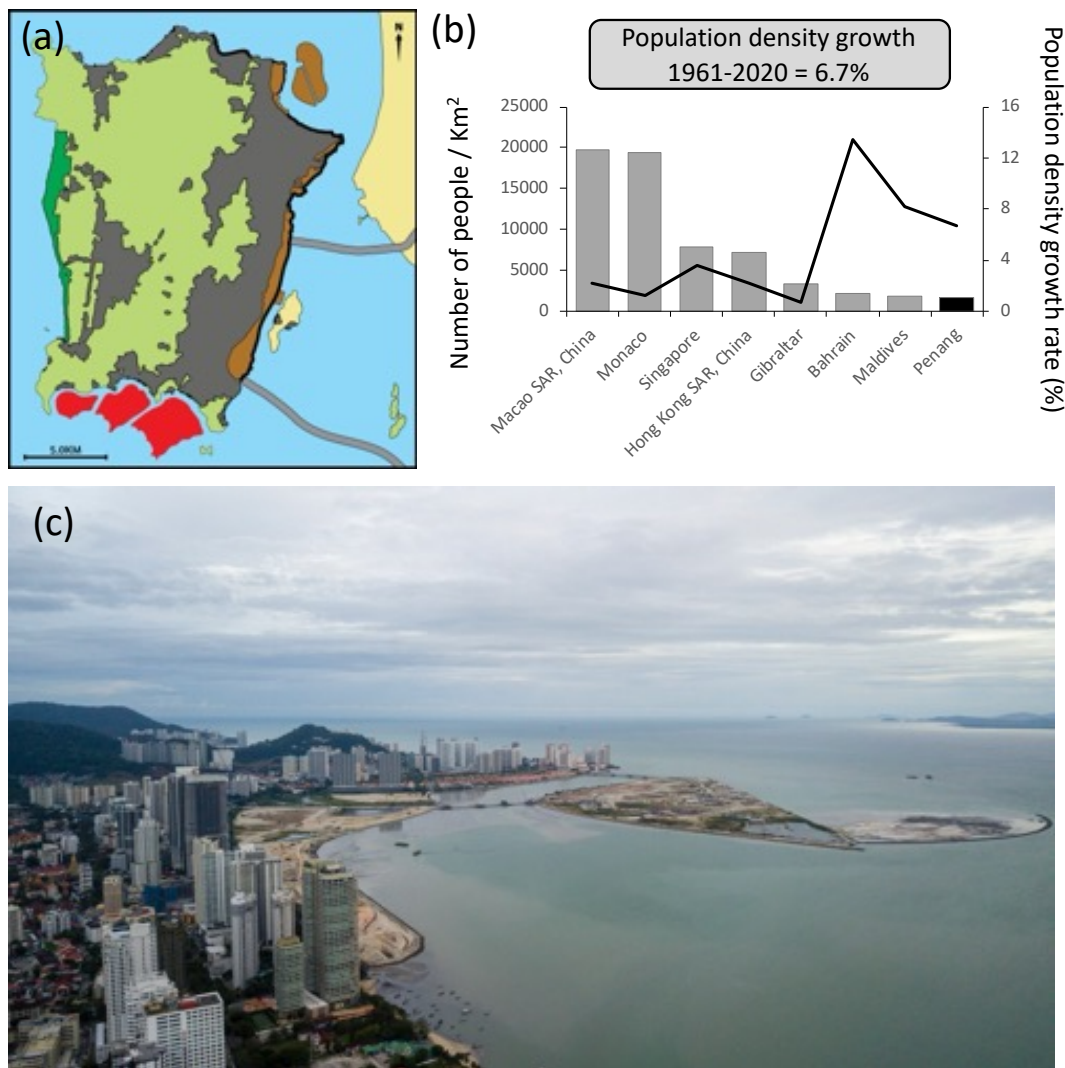 (a)
N
5.0KM
(b)
Population density growth
1961-2020 = 6.7%
Number of people / Km²
25000
20000
15000
10000
5000
0
16
12
8
4
0
Population density growth rate (%)
Macao SAR, China
Monaco
Singapore
Hong Kong SAR, China
Gibraltar
Bahrain
Maldives
Penang
(c)